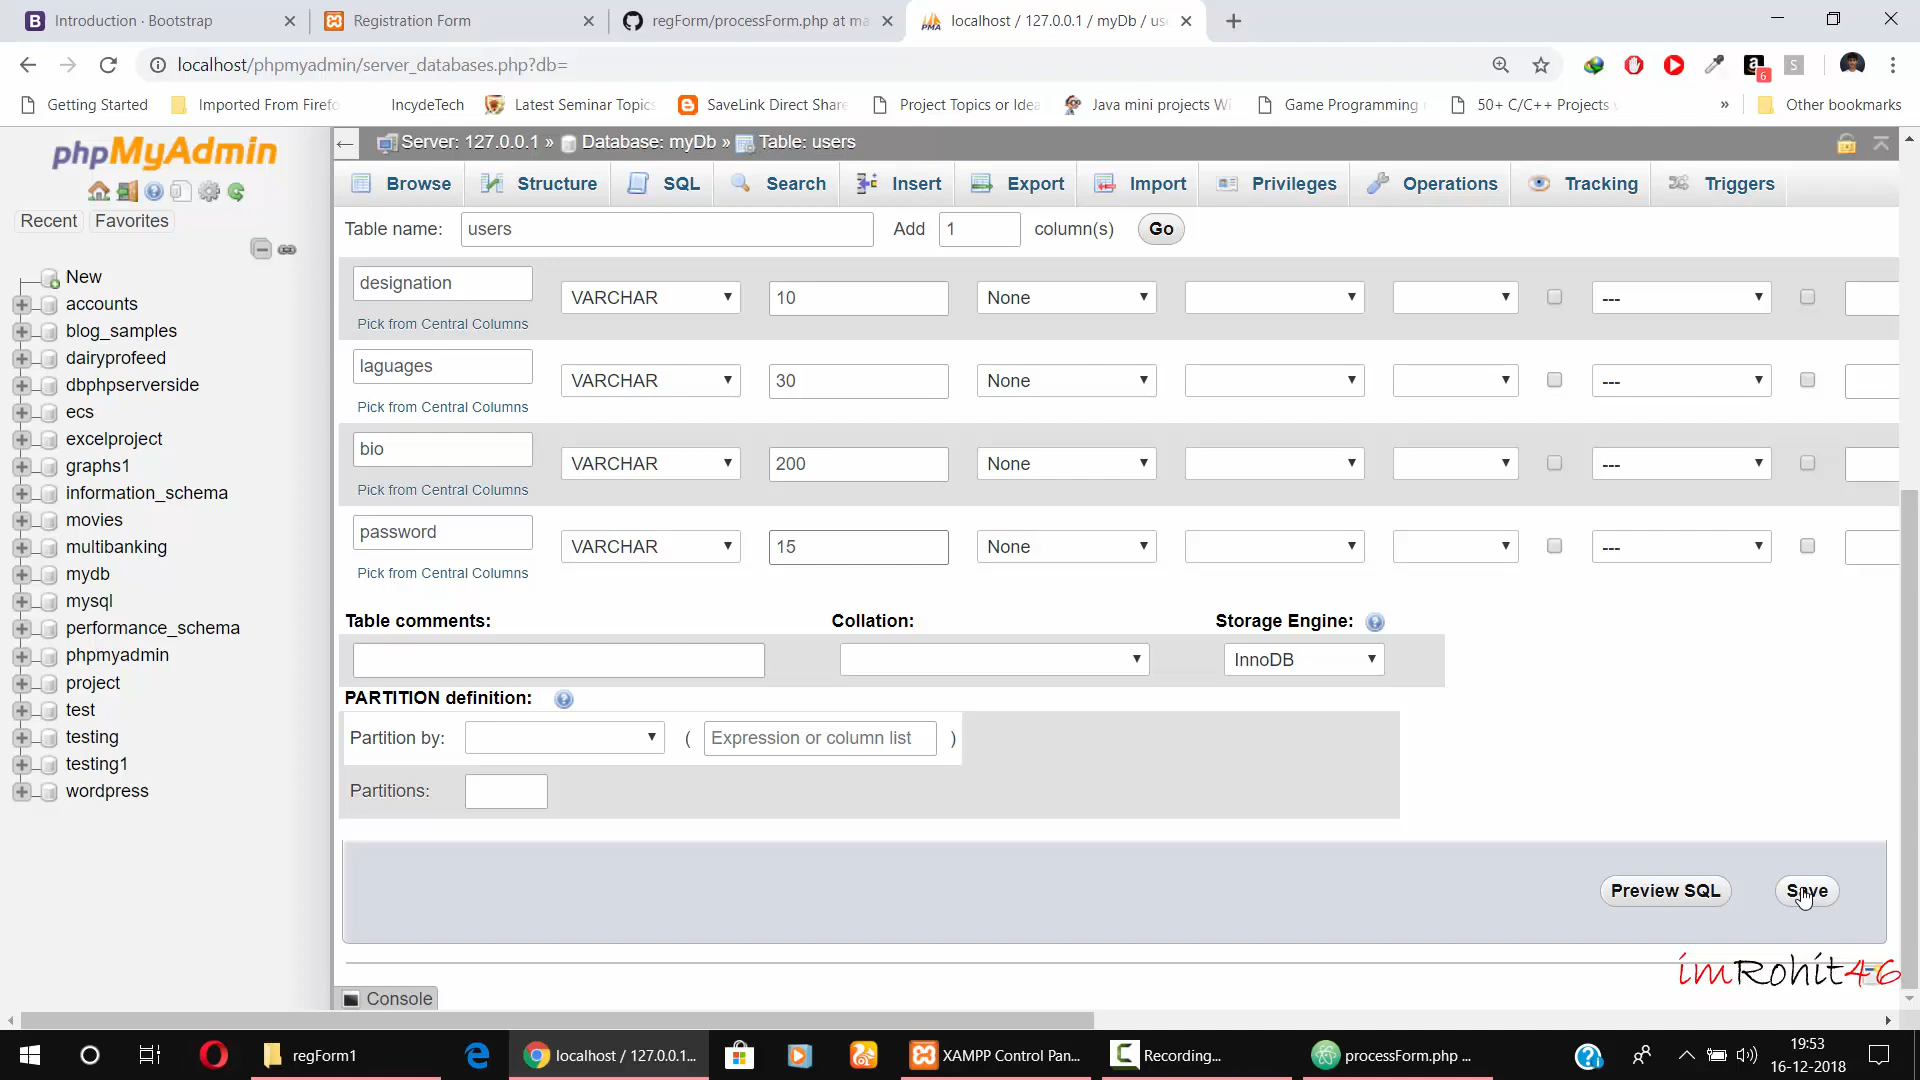 Introduction · Bootstrap
Registration Form
regForm/processForm.php at ma
localhost / 127.0.0.1 / myDb / us
localhost/phpmyadmin/server_databases.php?db=
6
S
Getting Started
Imported From Firefo
IncydeTech
Latest Seminar Topics
SaveLink Direct Share
Project Topics or Idea
Java mini projects Wi
Game Programming
50+ C/C++ Projects
»
Other bookmarks
phpMyAdmin
Recent
Favorites
New
accounts
blog_samples
dairyprofeed
dbphpserverside
ecs
excelproject
graphs1
information_schema
movies
multibanking
mydb
mysql
performance_schema
phpmyadmin
project
test
testing
testing1
wordpress
Server: 127.0.0.1 » Database: myDb » Table: users
Browse
Structure
SQL
Search
Insert
Export
Import
Privileges
Operations
Tracking
Triggers
Table name: users Add 1 column(s) Go
designation VARCHAR 10 None ---
Pick from Central Columns
laguages VARCHAR 30 None ---
Pick from Central Columns
bio VARCHAR 200 None ---
Pick from Central Columns
password VARCHAR 15 None ---
Pick from Central Columns
Table comments: Collation: Storage Engine:
InnoDB
PARTITION definition:
Partition by: ( Expression or column list )
Partitions:
Preview SQL
Save
imRohit46
Console
regForm1
localhost / 127.0.0.1...
XAMPP Control Pan...
Recording...
processForm.php ...
19:53
16-12-2018